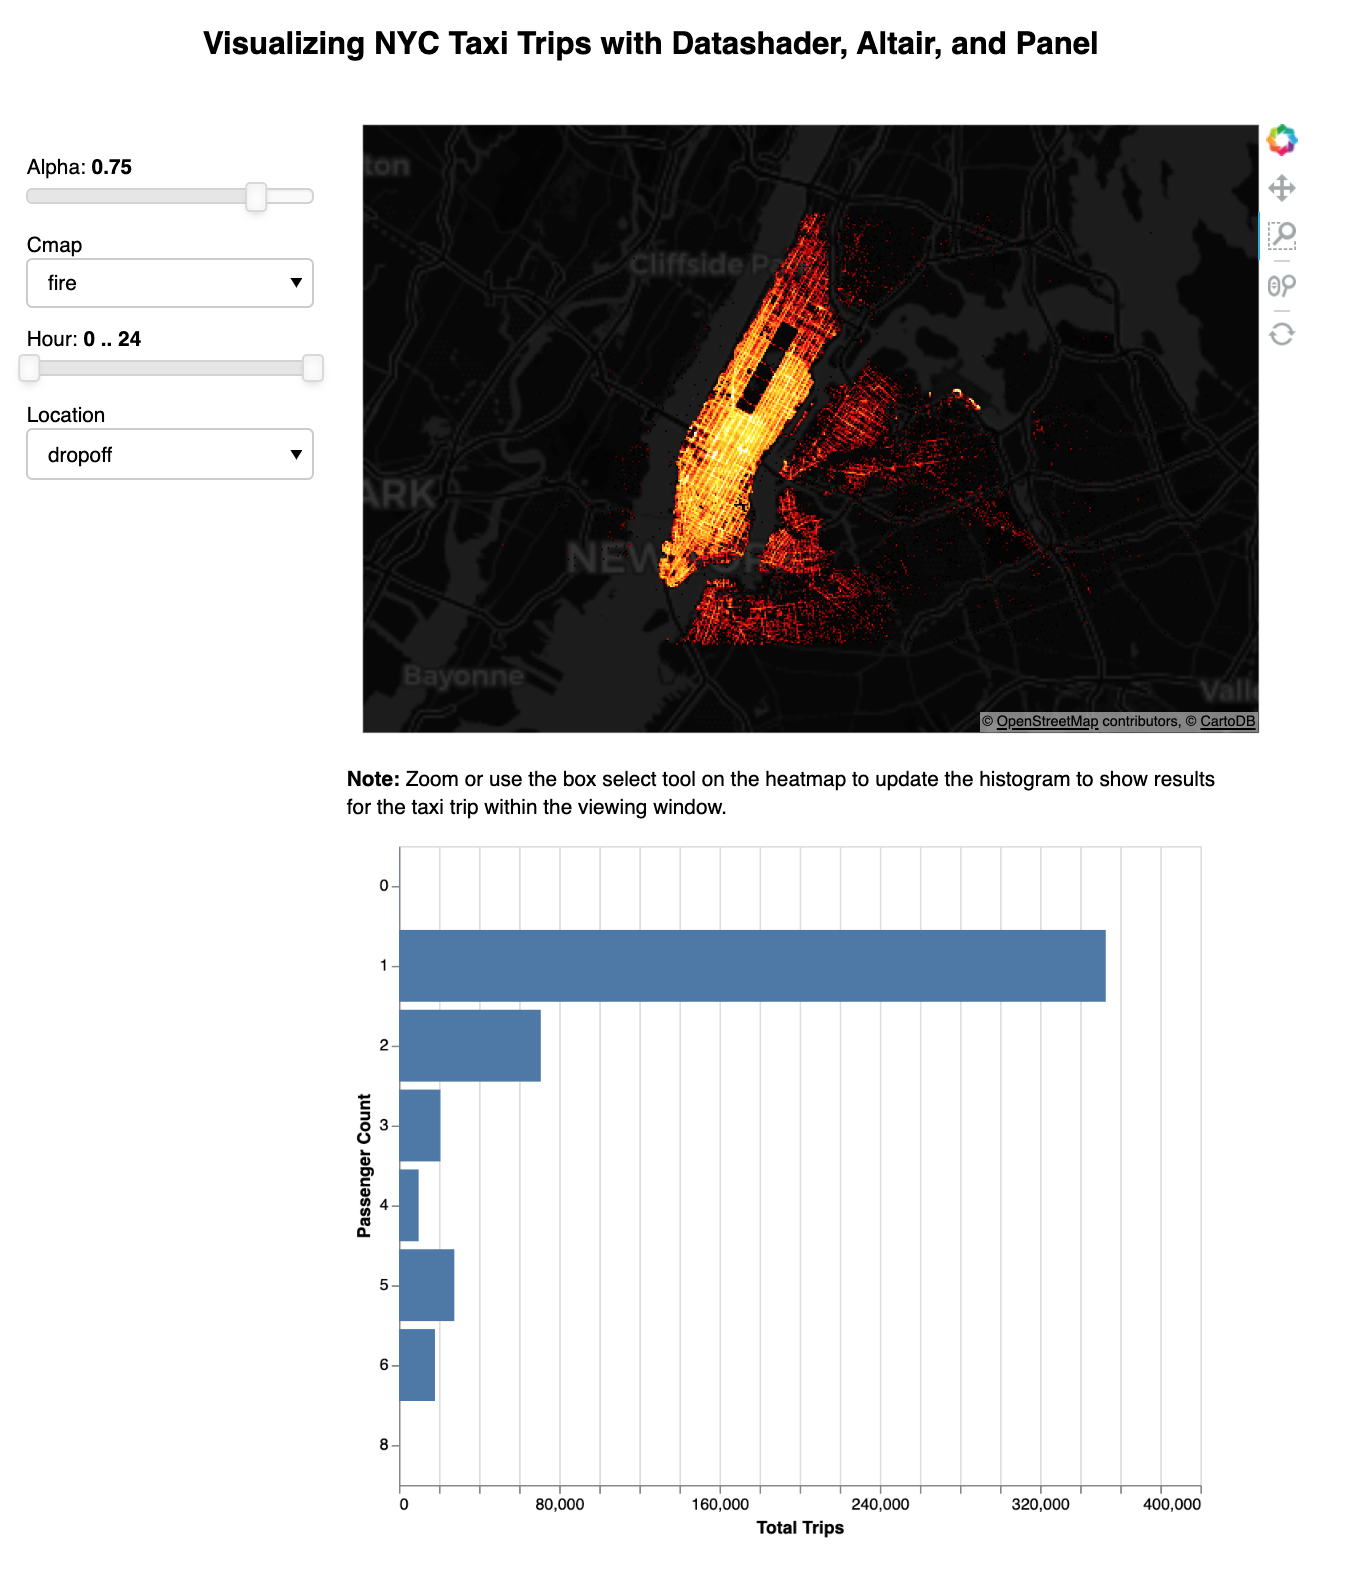 Visualizing NYC Taxi Trips with Datashader, Altair, and Panel
Alpha: 0.75
Cmap
fire
Hour: 0 .. 24
Location
dropoff
ton
Cliffside Pa
ARK
NEW YORK
Bayonne
Valle
© OpenStreetMap contributors, © CartoDB
Note: Zoom or use the box select tool on the heatmap to update the histogram to show results
for the taxi trip within the viewing window.
0
1
2
3
4
5
6
8
Passenger Count
0
80,000
160,000
240,000
320,000
400,000
Total Trips